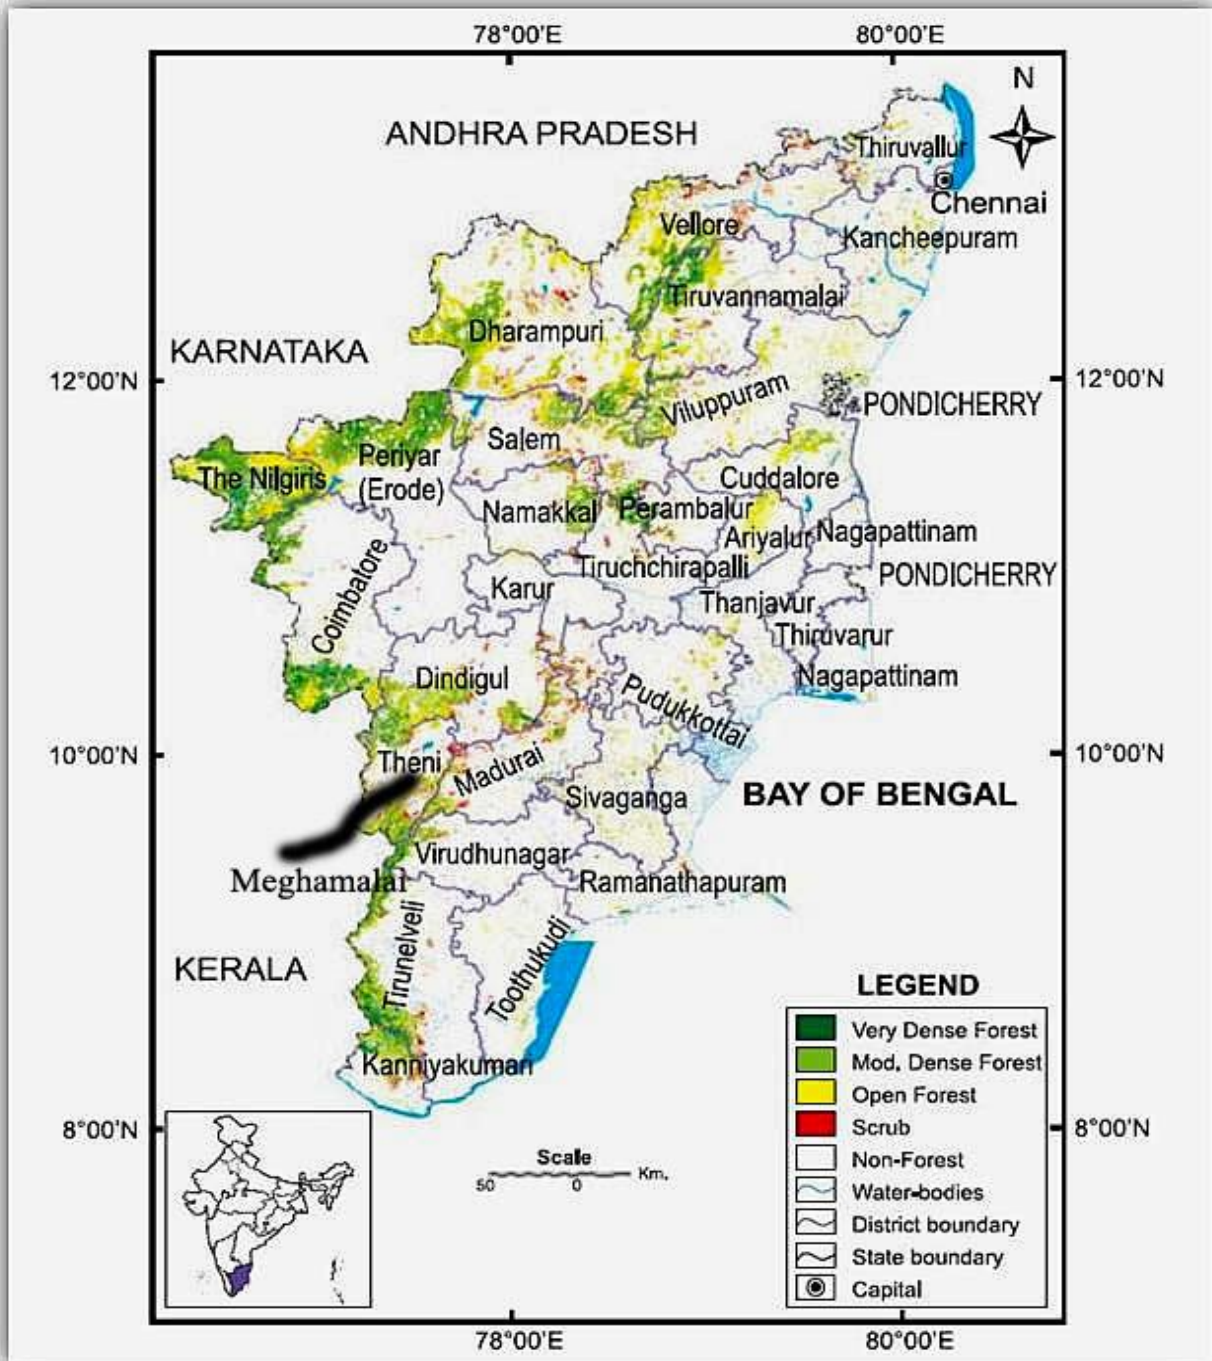 78°00'E
80°00'E
N
ANDHRA PRADESH
Thiruvallur
Chennai
Vellore
Kancheepuram
Tiruvannamalai
Dharampuri
KARNATAKA
12°00'N
12°00'N
Viluppuram
PONDICHERRY
Salem
Periyar
(Erode)
The Nilgiris
Cuddalore
Namakkal
Perambalur
Ariyalur
Nagapattinam
Coimbatore
Tiruchchirapalli
PONDICHERRY
Karur
Thanjavur
Thiruvarur
Dindigul
Nagapattinam
Pudukkottai
10°00'N
10°00'N
Theni
Madurai
Sivaganga
BAY OF BENGAL
Virudhunagar
Meghamalai
Ramanathapuram
Tirunelveli
Toothukudi
KERALA
Kanniyakumari
LEGEND
Very Dense Forest
Mod. Dense Forest
Open Forest
Scrub
Non-Forest
Water-bodies
District boundary
State boundary
Capital
8°00'N
8°00'N
Scale
50 0 Km.
78°00'E
80°00'E